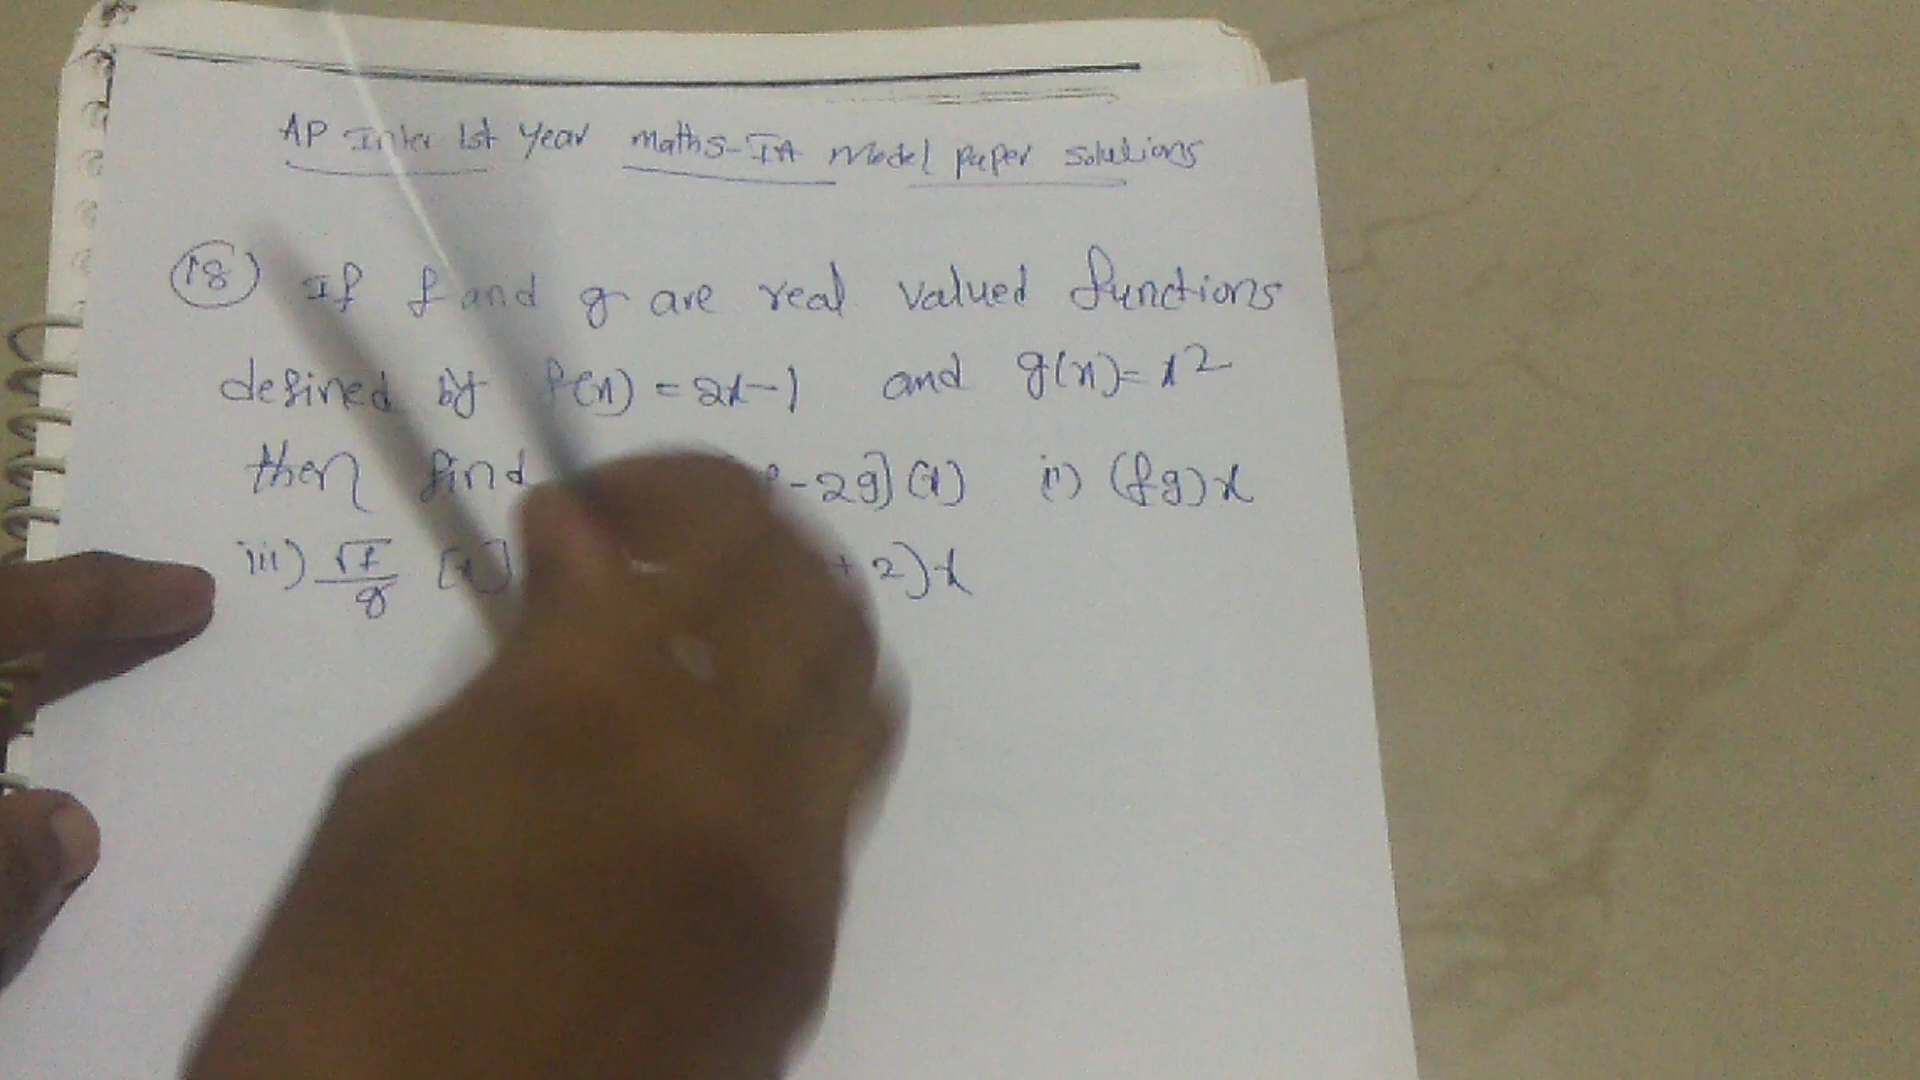 AP Inter 1st Year maths-IA Model paper solutions
18) If f and g are real valued functions
defined by f(x) = 2x-1 and g(x)= x2
then find -2g](x) ii) (fg)x
iii) √f/g [x] + 2)x